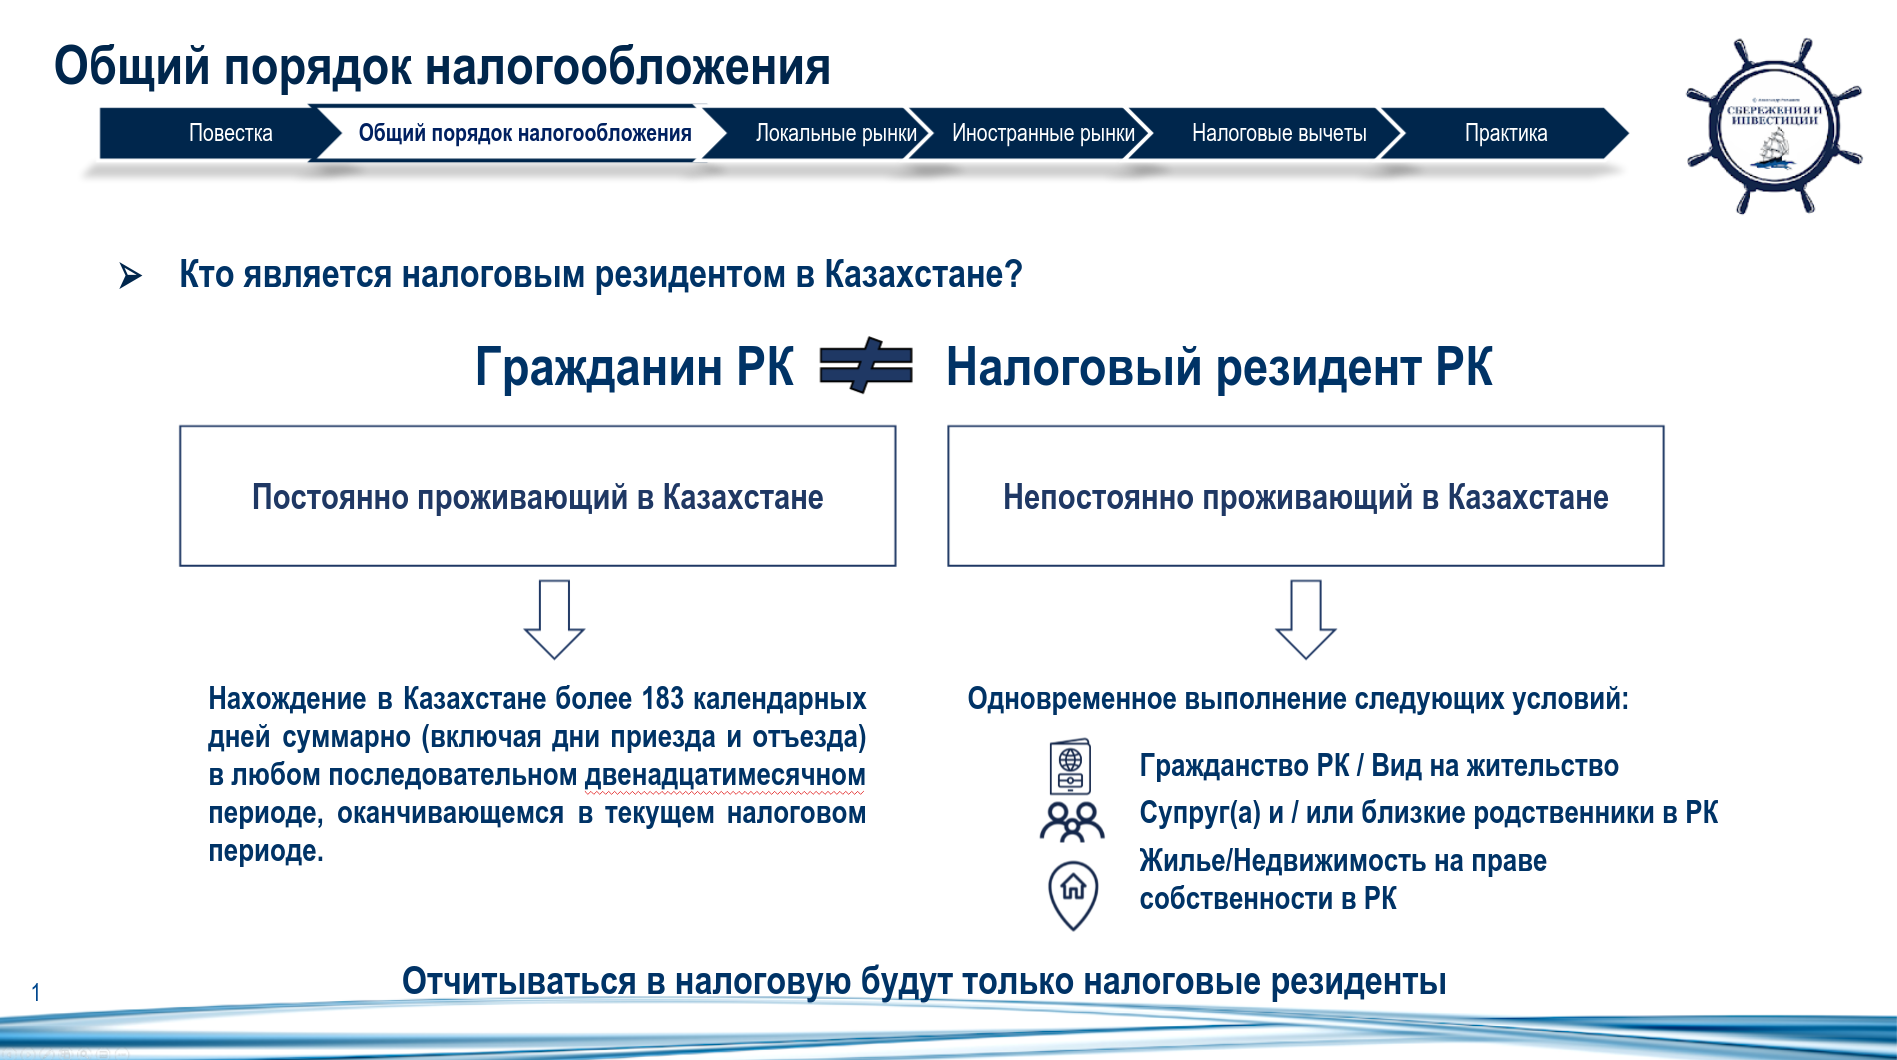 Общий порядок налогообложения
Повестка
Общий порядок налогообложения
Локальные рынки
Иностранные рынки
Налоговые вычеты
Практика
СБЕРЕЖЕНИЯ И
ИНВЕСТИЦИИ
Кто является налоговым резидентом в Казахстане?
Гражданин РК ≠ Налоговый резидент РК
Постоянно проживающий в Казахстане
Непостоянно проживающий в Казахстане
Нахождение в Казахстане более 183 календарных
дней суммарно (включая дни приезда и отъезда)
в любом последовательном двенадцатимесячном
периоде, оканчивающемся в текущем налоговом
периоде.
Одновременное выполнение следующих условий:
Гражданство РК / Вид на жительство
Супруг(а) и / или близкие родственники в РК
Жилье/Недвижимость на праве
собственности в РК
Отчитываться в налоговую будут только налоговые резиденты
1